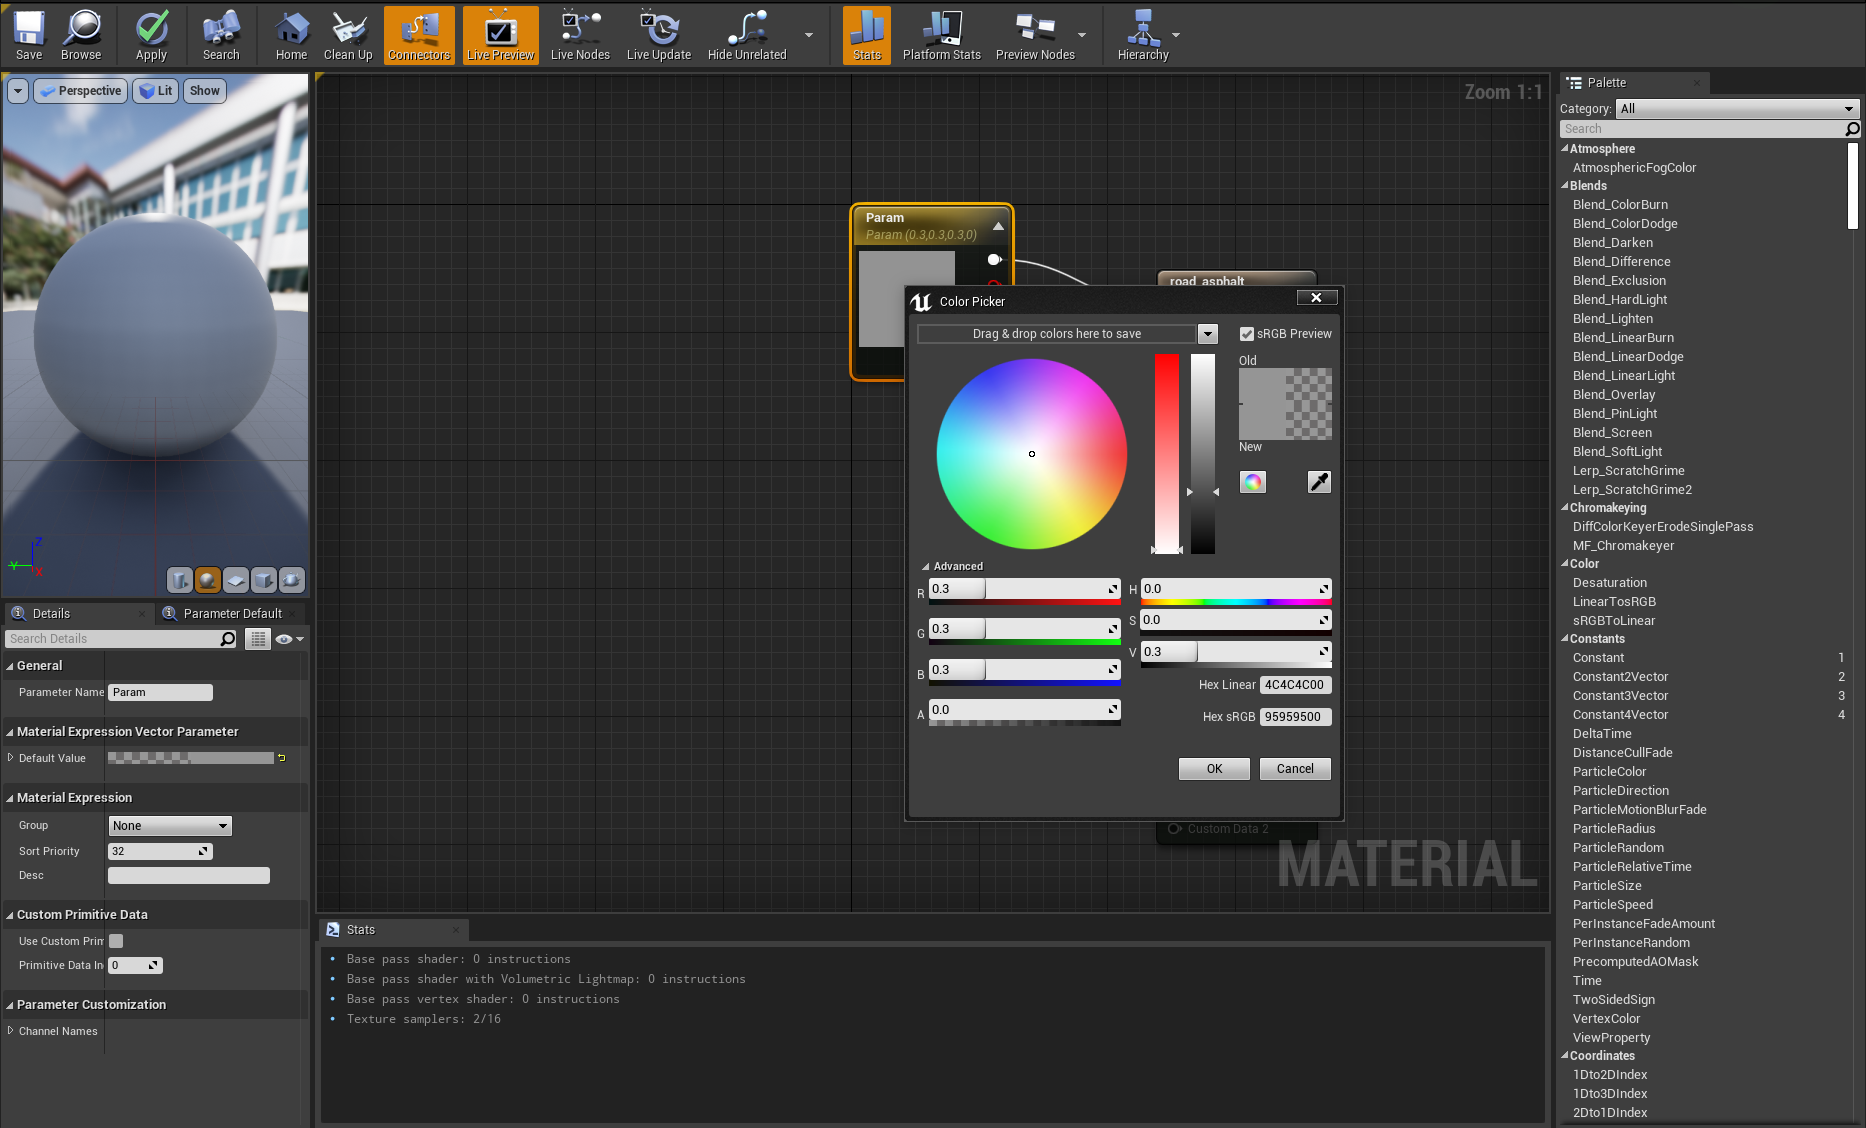 Save
Browse
Apply
Search
Home
Clean Up
Connectors
Live Preview
Live Nodes
Live Update
Hide Unrelated
Stats
Platform Stats
Preview Nodes
Hierarchy
Perspective
Lit
Show
Z
Y
X
Details
Parameter Default
Search Details
General
Parameter Name
Param
Material Expression Vector Parameter
Default Value
Material Expression
Group
None
Sort Priority
32
Desc
Custom Primitive Data
Use Custom Prim
Primitive Data In
0
Parameter Customization
Channel Names
Zoom 1:1
Param
Param (0.3,0.3,0.3,0)
road_asphalt
Color Picker
Drag & drop colors here to save
sRGB Preview
Old
New
Advanced
R
0.3
G
0.3
B
0.3
A
0.0
H
0.0
S
0.0
V
0.3
Hex Linear
4C4C4C00
Hex sRGB
95959500
OK
Cancel
Custom Data 2
MATERIAL
Stats
Base pass shader: 0 instructions
Base pass shader with Volumetric Lightmap: 0 instructions
Base pass vertex shader: 0 instructions
Texture samplers: 2/16
Palette
Category:
All
Search
Atmosphere
AtmosphericFogColor
Blends
Blend_ColorBurn
Blend_ColorDodge
Blend_Darken
Blend_Difference
Blend_Exclusion
Blend_HardLight
Blend_Lighten
Blend_LinearBurn
Blend_LinearDodge
Blend_LinearLight
Blend_Overlay
Blend_PinLight
Blend_Screen
Blend_SoftLight
Lerp_ScratchGrime
Lerp_ScratchGrime2
Chromakeying
DiffColorKeyerErodeSinglePass
MF_Chromakeyer
Color
Desaturation
LinearTosRGB
sRGBToLinear
Constants
Constant 1
Constant2Vector 2
Constant3Vector 3
Constant4Vector 4
DeltaTime
DistanceCullFade
ParticleColor
ParticleDirection
ParticleMotionBlurFade
ParticleRadius
ParticleRandom
ParticleRelativeTime
ParticleSize
ParticleSpeed
PerInstanceFadeAmount
PerInstanceRandom
PrecomputedAOMask
Time
TwoSidedSign
VertexColor
ViewProperty
Coordinates
1Dto2DIndex
1Dto3DIndex
2Dto1DIndex